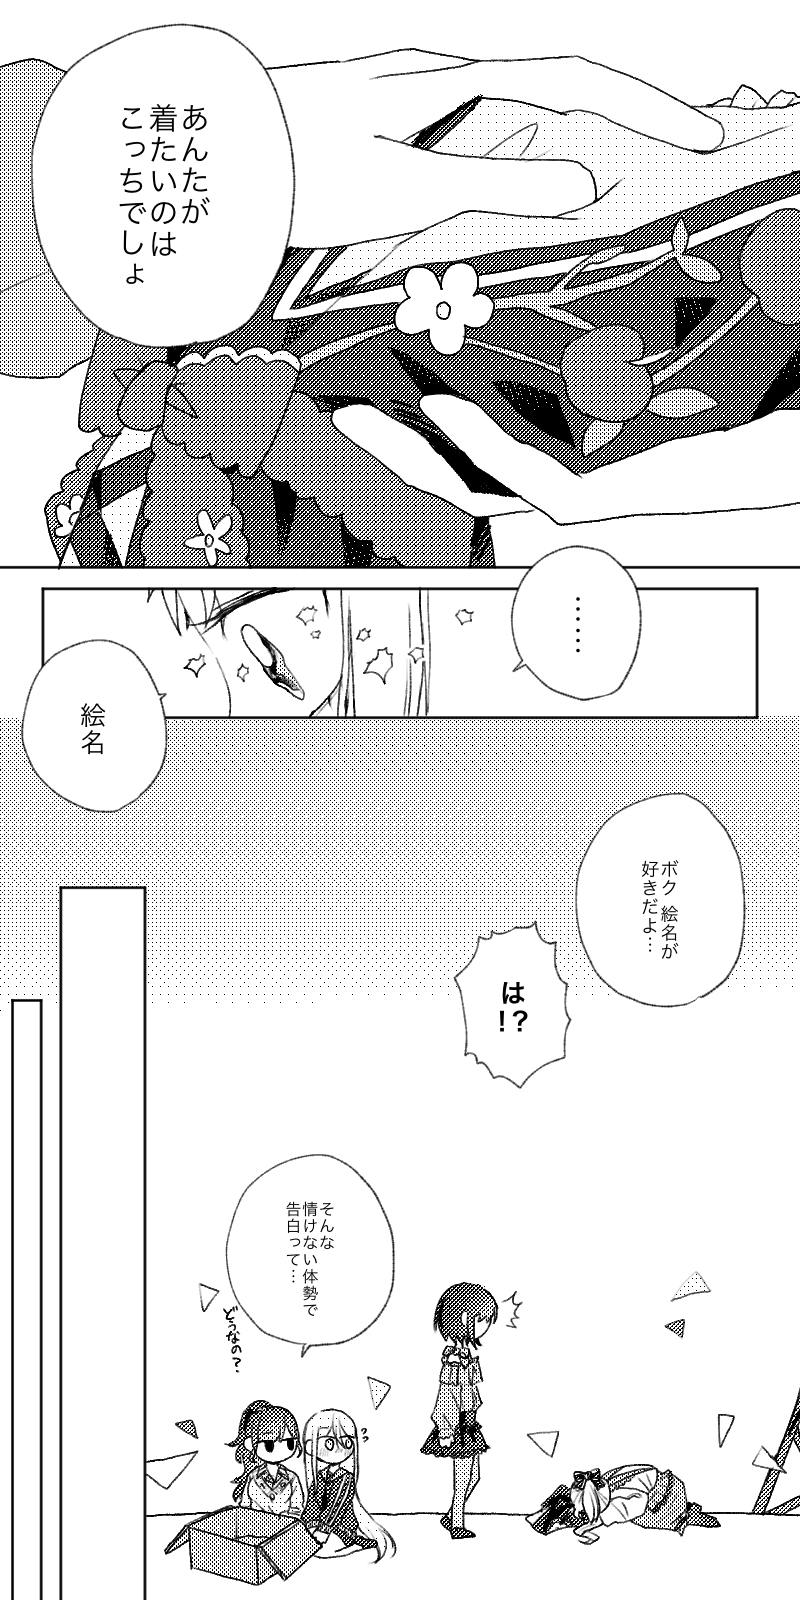 あんたが
着たいのは
こっちでしょ
……
絵名
ボク 絵名が
好きだよ…
は!?
そんな
情けない体勢で
告白って…
どうなの?